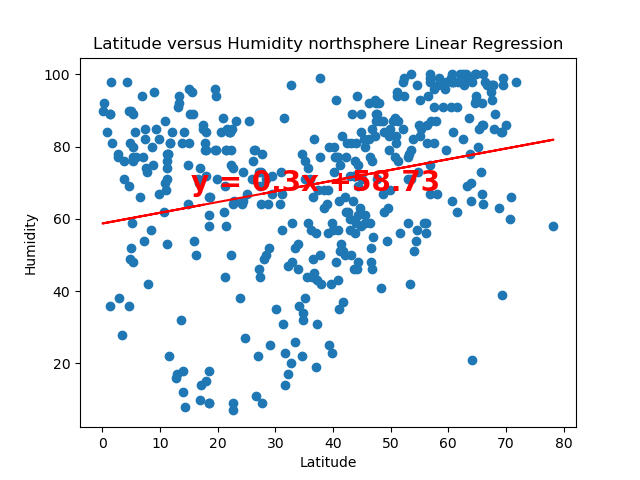 Latitude versus Humidity northsphere Linear Regression
100
80
60
40
20
Humidity
y = 0.3x +58.73
0 10 20 30 40 50 60 70 80
Latitude